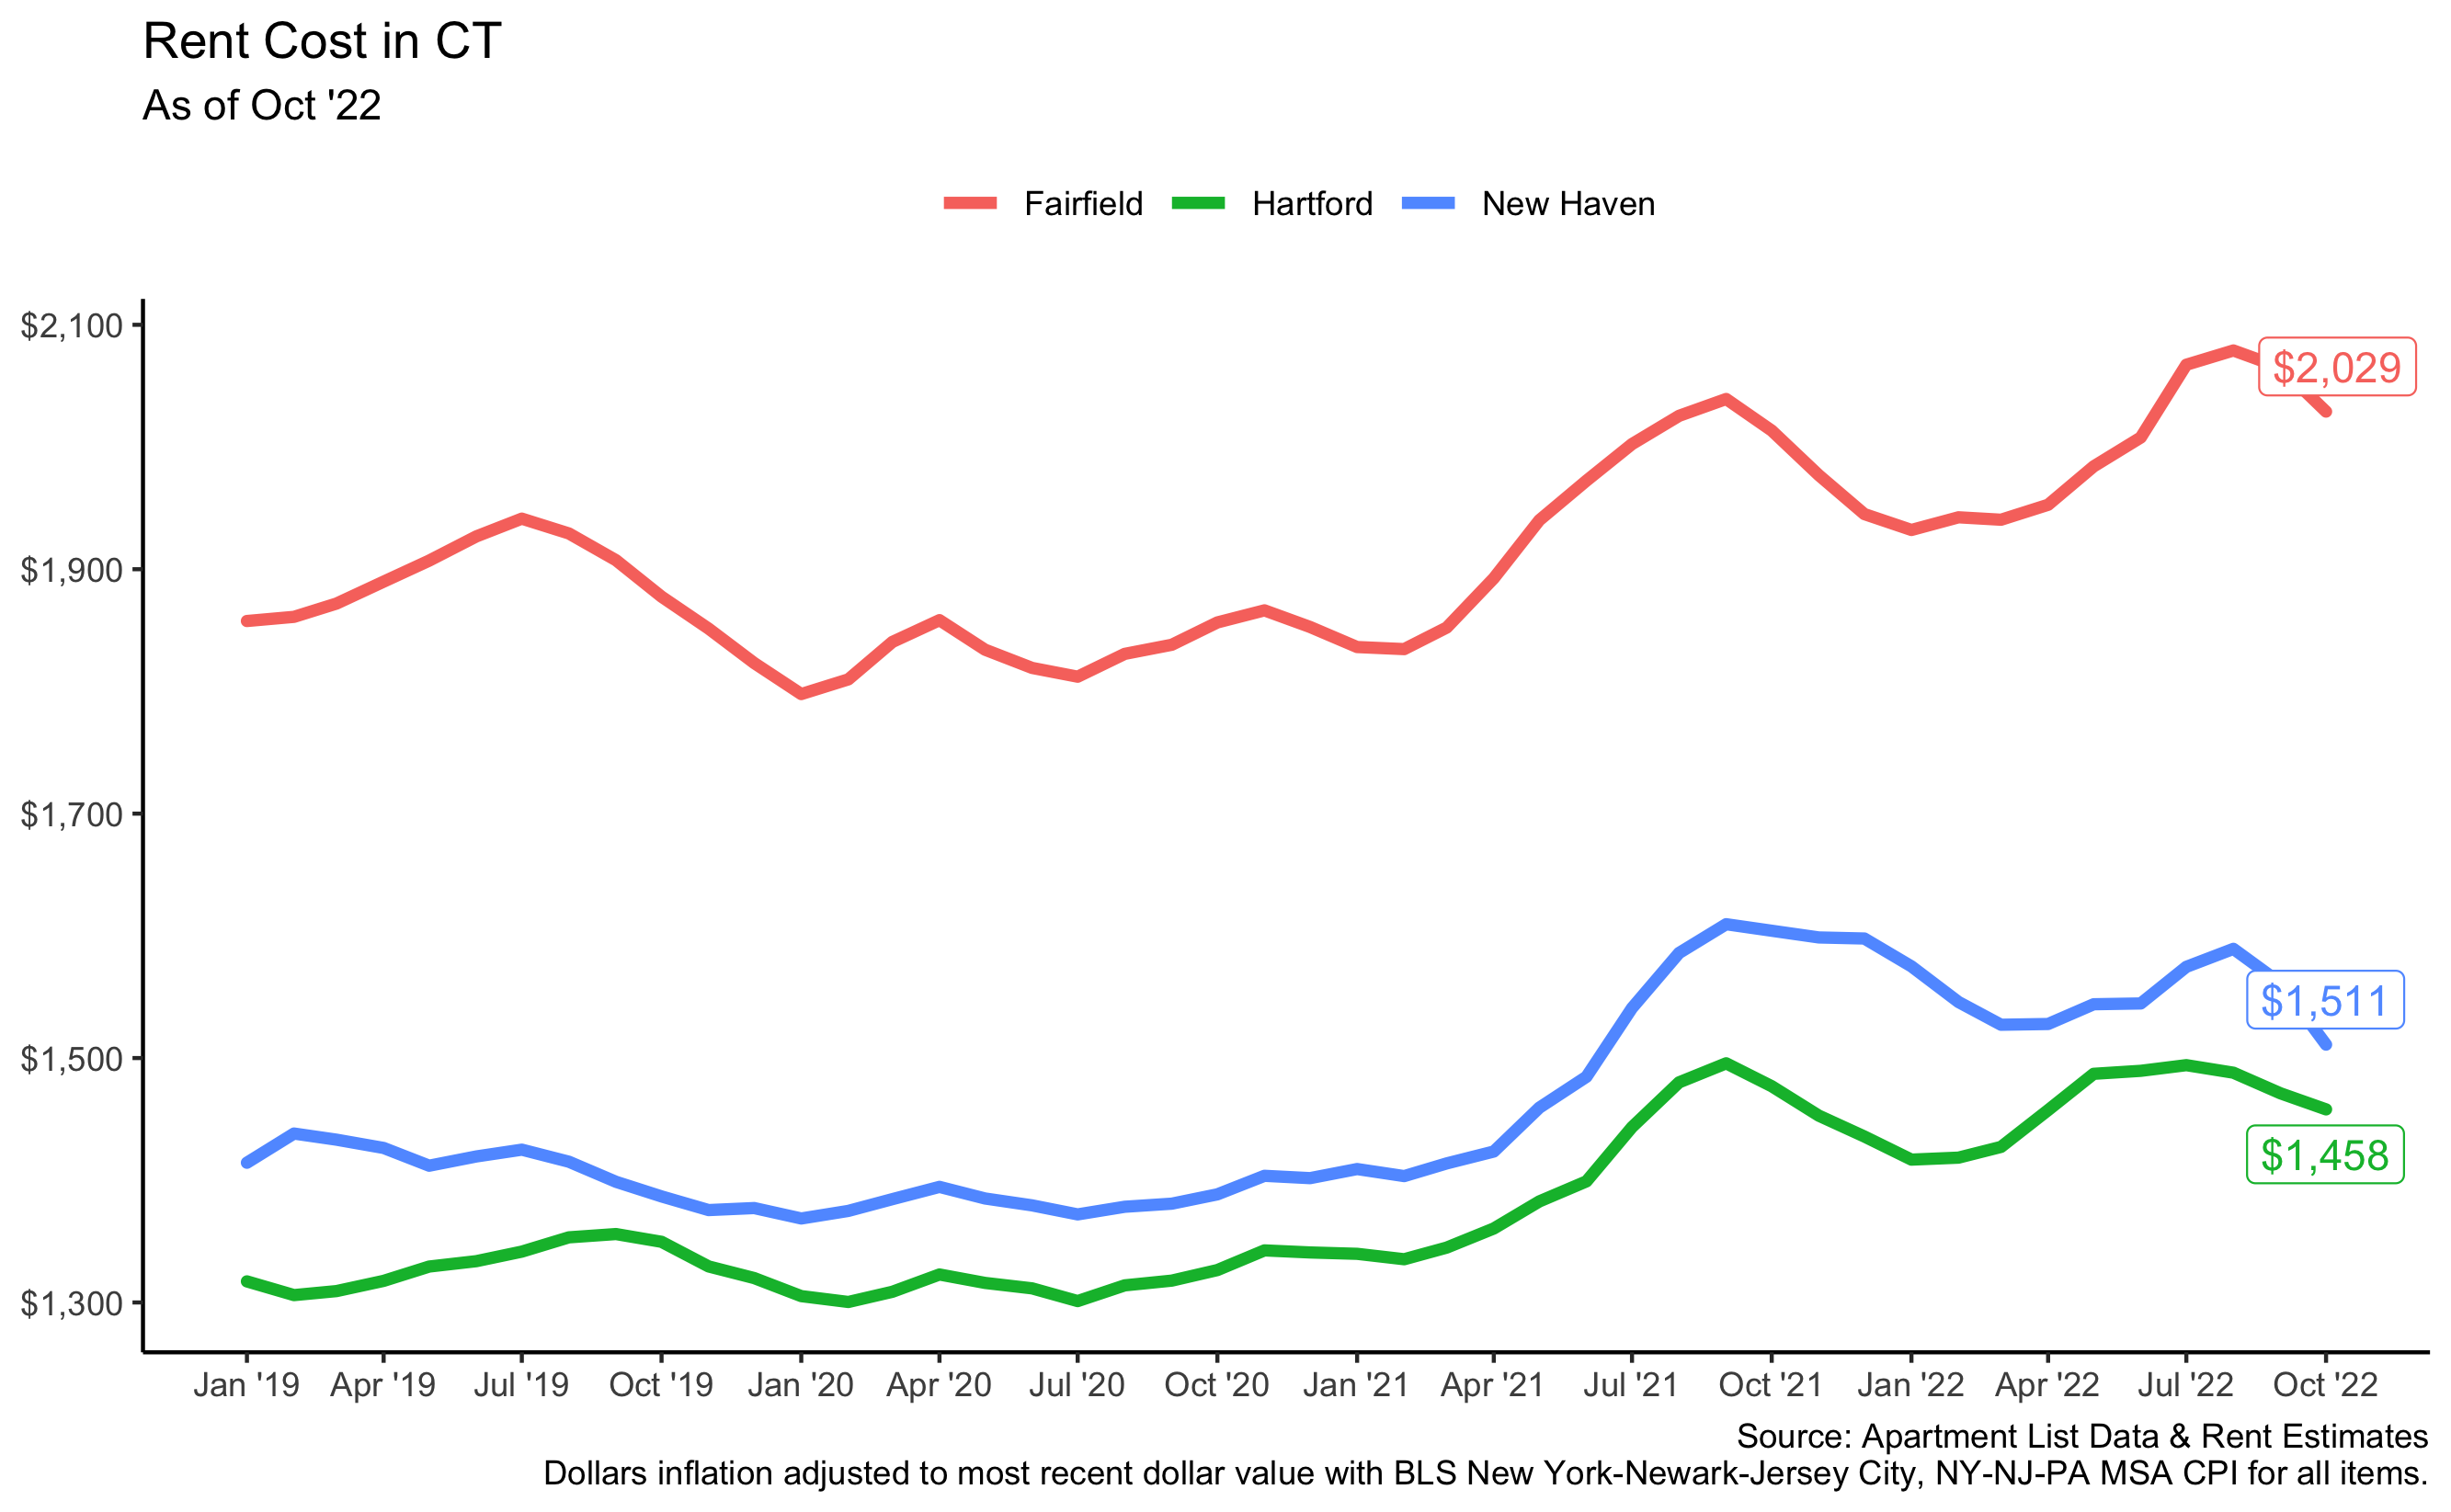 Rent Cost in CT
As of Oct '22
Fairfield Hartford New Haven
$2,100
$2,029
$1,900
$1,700
$1,511
$1,500
$1,458
$1,300
Jan '19 Apr '19 Jul '19 Oct '19 Jan '20 Apr '20 Jul '20 Oct '20 Jan '21 Apr '21 Jul '21 Oct '21 Jan '22 Apr '22 Jul '22 Oct '22
Source: Apartment List Data & Rent Estimates
Dollars inflation adjusted to most recent dollar value with BLS New York-Newark-Jersey City, NY-NJ-PA MSA CPI for all items.